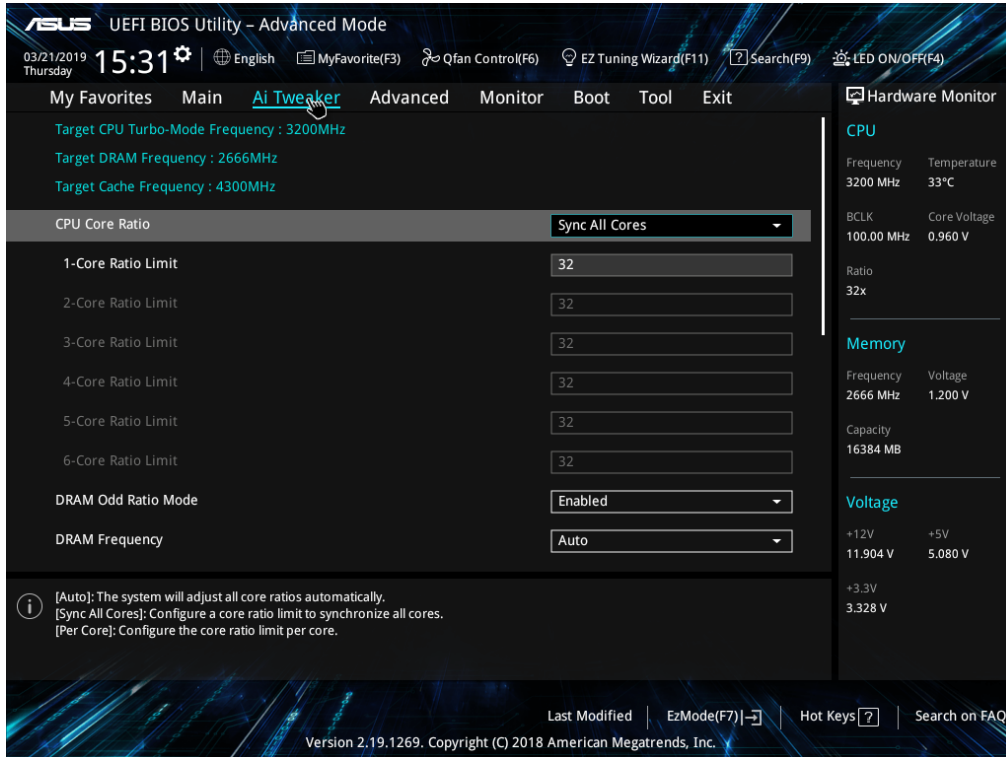 ASUS UEFI BIOS Utility – Advanced Mode
03/21/2019 Thursday 15:31 English MyFavorite(F3) Qfan Control(F6) EZ Tuning Wizard(F11) ? Search(F9) LED ON/OFF(F4)
My Favorites Main Ai Tweaker Advanced Monitor Boot Tool Exit
Target CPU Turbo-Mode Frequency : 3200MHz
Target DRAM Frequency : 2666MHz
Target Cache Frequency : 4300MHz
CPU Core Ratio Sync All Cores
1-Core Ratio Limit 32
2-Core Ratio Limit 32
3-Core Ratio Limit 32
4-Core Ratio Limit 32
5-Core Ratio Limit 32
6-Core Ratio Limit 32
DRAM Odd Ratio Mode Enabled
DRAM Frequency Auto
[Auto]: The system will adjust all core ratios automatically.
[Sync All Cores]: Configure a core ratio limit to synchronize all cores.
[Per Core]: Configure the core ratio limit per core.
Hardware Monitor
CPU
Frequency Temperature
3200 MHz 33°C
BCLK Core Voltage
100.00 MHz 0.960 V
Ratio
32x
Memory
Frequency Voltage
2666 MHz 1.200 V
Capacity
16384 MB
Voltage
+12V +5V
11.904 V 5.080 V
+3.3V
3.328 V
Last Modified EzMode(F7) Hot Keys ? Search on FAQ
Version 2.19.1269. Copyright (C) 2018 American Megatrends, Inc.